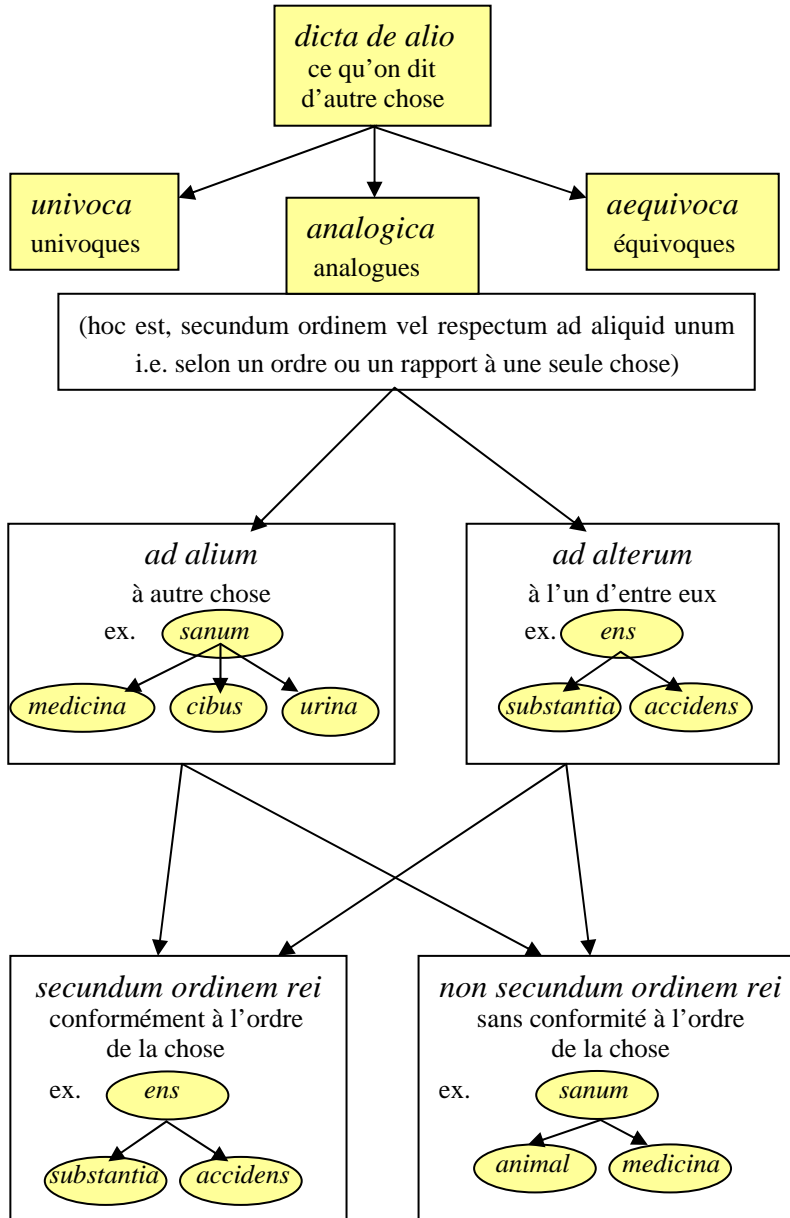 dicta de alio
ce qu'on dit
d'autre chose
univoca
univoques
analogica
analogues
aequivoca
équivoques
(hoc est, secundum ordinem vel respectum ad aliquid unum
i.e. selon un ordre ou un rapport à une seule chose)
ad alium
à autre chose
ex. sanum
medicina cibus urina
ad alterum
à l'un d'entre eux
ex. ens
substantia accidens
secundum ordinem rei
conformément à l'ordre
de la chose
ex. ens
substantia accidens
non secundum ordinem rei
sans conformité à l'ordre
de la chose
ex. sanum
animal medicina